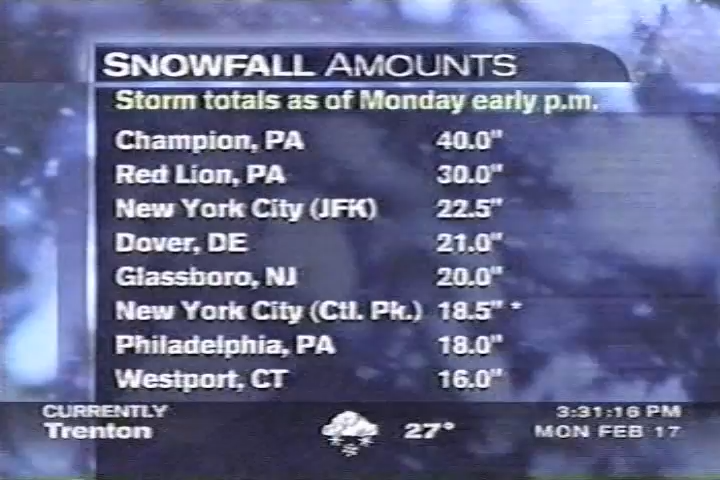 SNOWFALL AMOUNTS
Storm totals as of Monday early p.m.
Champion, PA 40.0"
Red Lion, PA 30.0"
New York City (JFK) 22.5"
Dover, DE 21.0"
Glassboro, NJ 20.0"
New York City (Ctl. Pk.) 18.5" *
Philadelphia, PA 18.0"
Westport, CT 16.0"
CURRENTLY 3:31:16 PM
Trenton 27° MON FEB 17